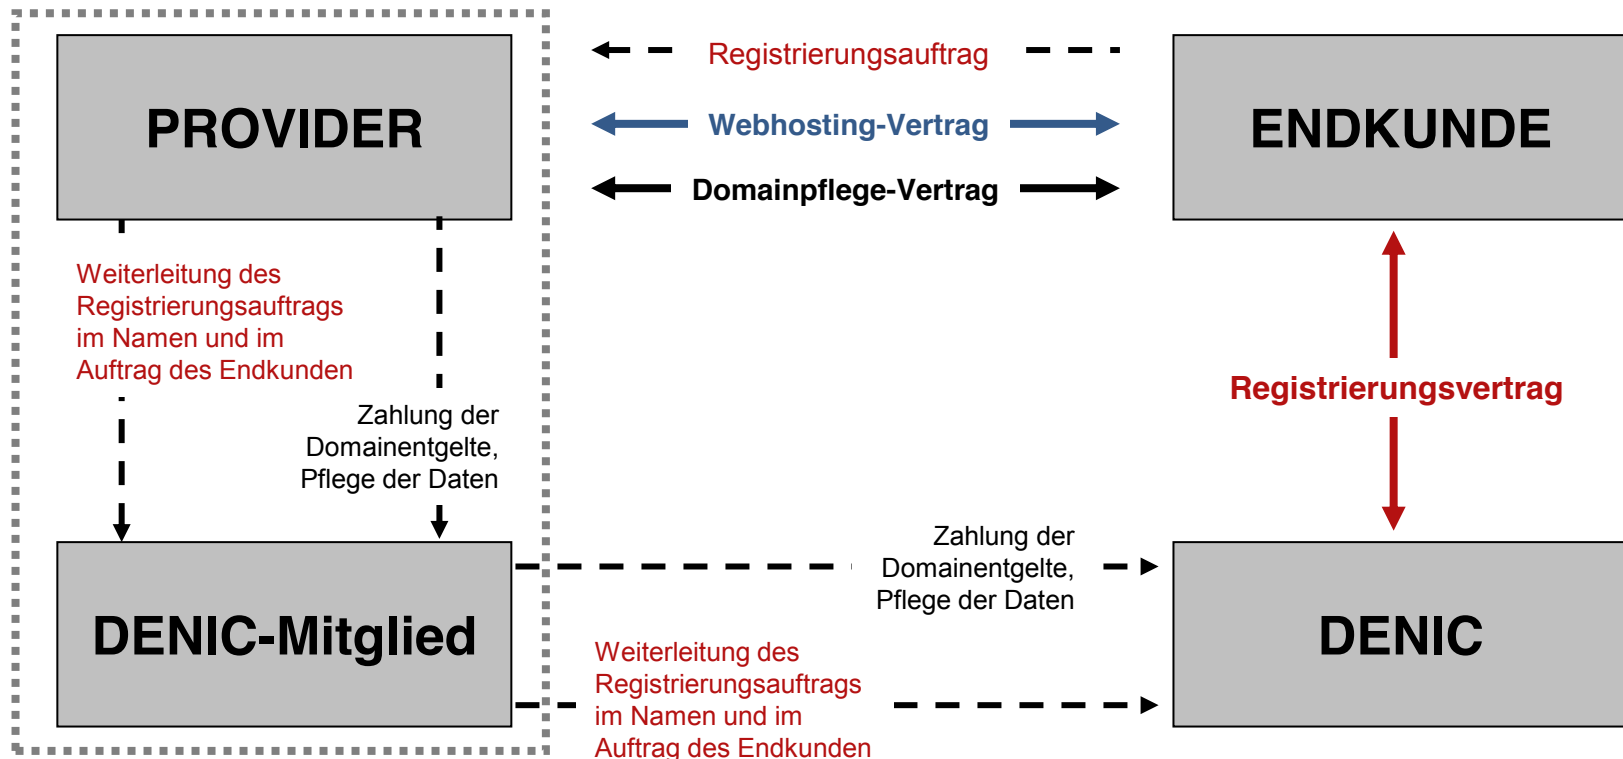 PROVIDER
Registrierungsauftrag
Webhosting-Vertrag
Domainpflege-Vertrag
ENDKUNDE
Weiterleitung des
Registrierungsauftrags
im Namen und im
Auftrag des Endkunden
Zahlung der
Domainentgelte,
Pflege der Daten
Registrierungsvertrag
DENIC-Mitglied
Zahlung der
Domainentgelte,
Pflege der Daten
Weiterleitung des
Registrierungsauftrags
im Namen und im
Auftrag des Endkunden
DENIC